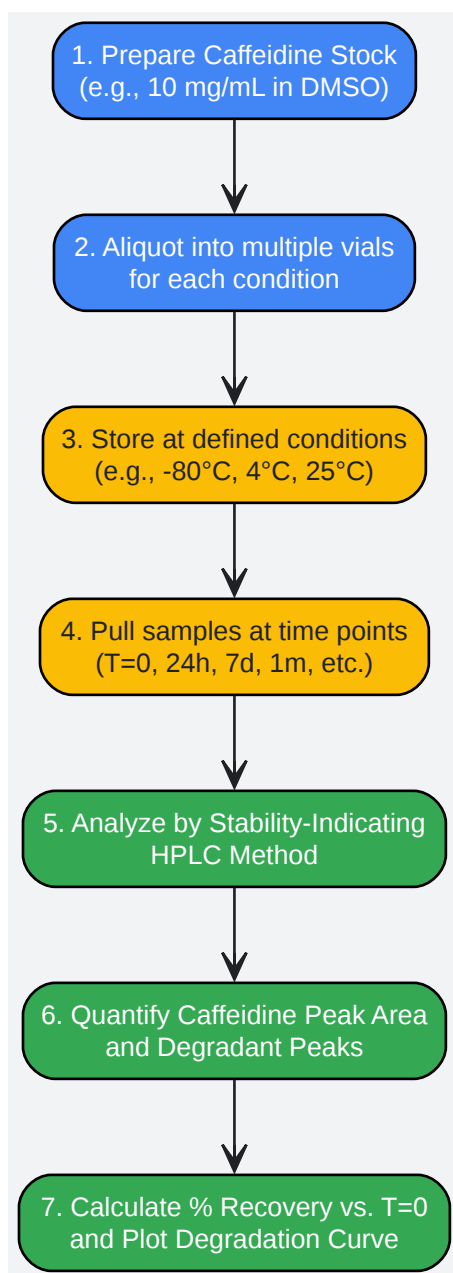 1. Prepare Caffeidine Stock
(e.g., 10 mg/mL in DMSO)
2. Aliquot into multiple vials
for each condition
3. Store at defined conditions
(e.g., -80°C, 4°C, 25°C)
4. Pull samples at time points
(T=0, 24h, 7d, 1m, etc.)
5. Analyze by Stability-Indicating
HPLC Method
6. Quantify Caffeidine Peak Area
and Degradant Peaks
7. Calculate % Recovery vs. T=0
and Plot Degradation Curve